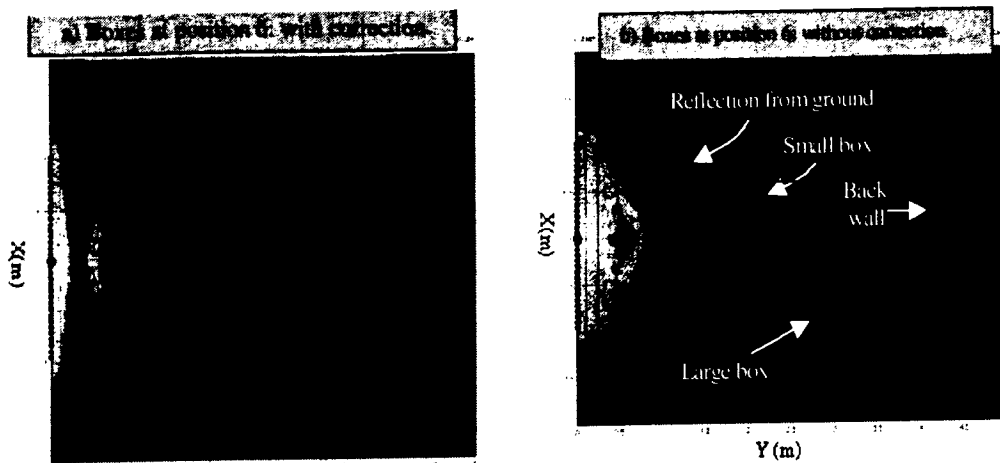 a) Boxes at position 6: with correction.
X(m)
b) Boxes at position 6: without correction
Reflection from ground
Small box
Back
wall
X(m)
Large box
Y (m)